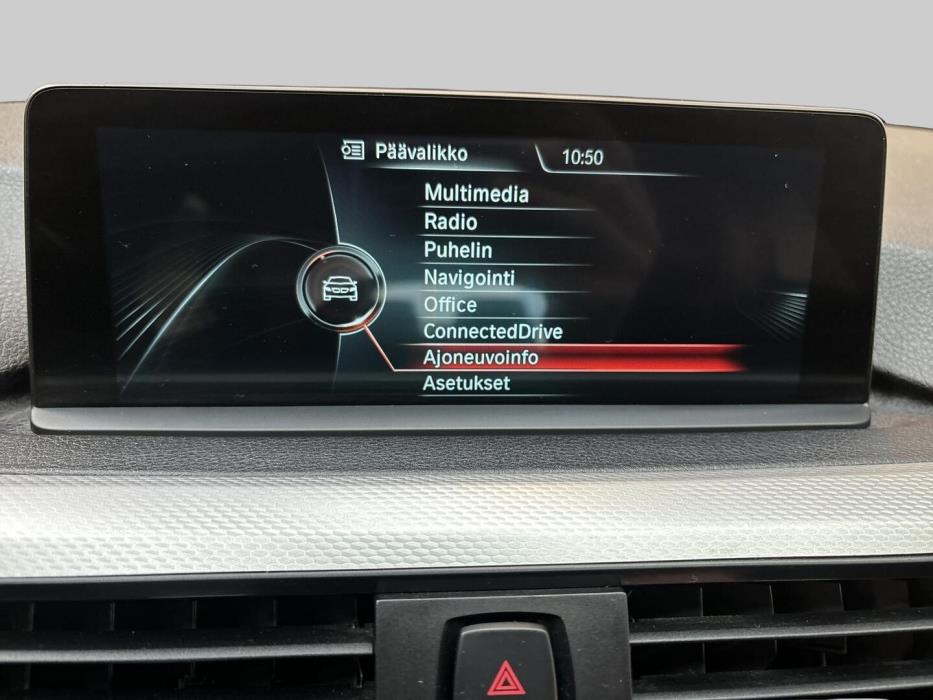 Päävalikko 10:50
Multimedia
Radio
Puhelin
Navigointi
Office
ConnectedDrive
Ajoneuvoinfo
Asetukset